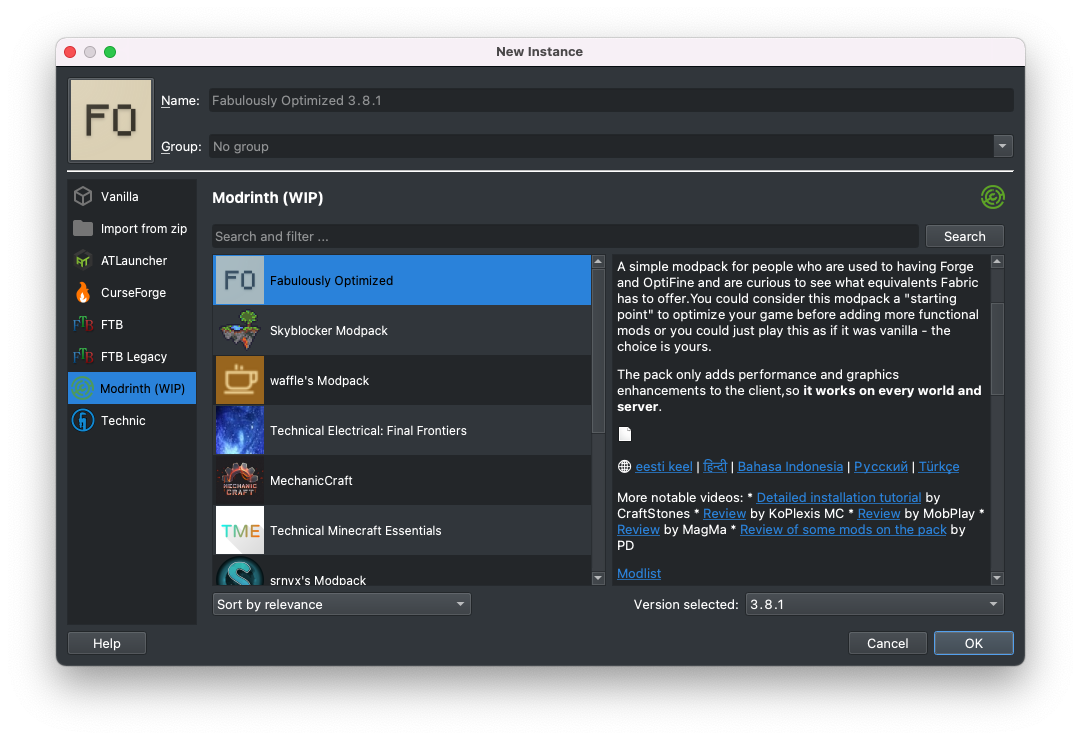 New Instance
FO
Name:
Fabulously Optimized 3.8.1
Group:
No group
Vanilla
Import from zip
ATLauncher
CurseForge
FTB
FTB
FTB
FTB Legacy
Modrinth (WIP)
Technic
Modrinth (WIP)
Search and filter ...
Search
FO
Fabulously Optimized
Skyblocker Modpack
waffle's Modpack
Technical Electrical: Final Frontiers
MECHANIC
CRAFT
MechanicCraft
TME
Technical Minecraft Essentials
srnyx's Modpack
A simple modpack for people who are used to having Forge
and OptiFine and are curious to see what equivalents Fabric
has to offer.You could consider this modpack a "starting
point" to optimize your game before adding more functional
mods or you could just play this as if it was vanilla - the
choice is yours.
The pack only adds performance and graphics
enhancements to the client,so it works on every world and
server.
eesti keel | हिन्दी | Bahasa Indonesia | Русский | Türkçe
More notable videos: * Detailed installation tutorial by
CraftStones * Review by KoPlexis MC * Review by MobPlay *
Review by MagMa * Review of some mods on the pack by
PD
Modlist
Sort by relevance
Version selected:
3.8.1
Help
Cancel
OK